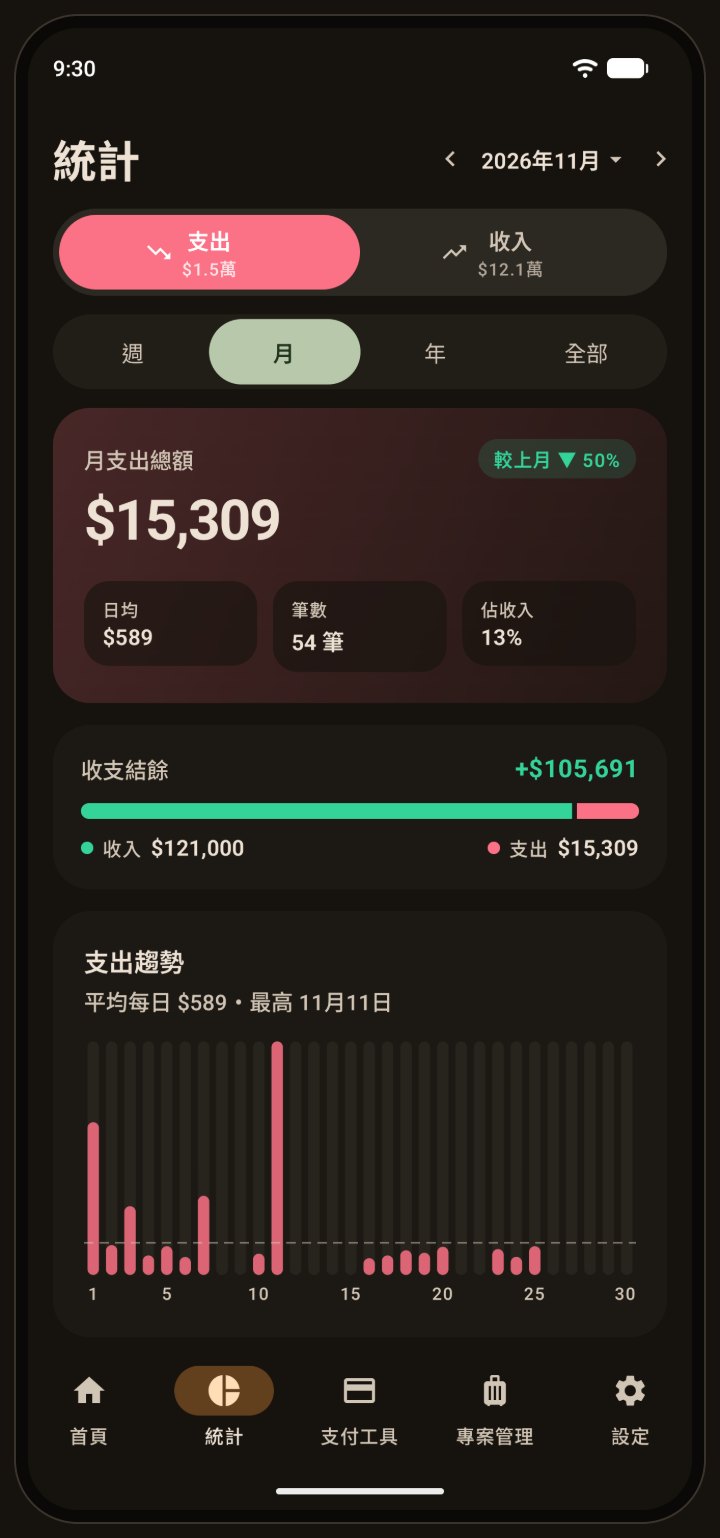 9:30
統計
2026年11月
支出
$1.5萬
收入
$12.1萬
週
月
年
全部
月支出總額
較上月 ▼ 50%
$15,309
日均
$589
筆數
54 筆
佔收入
13%
收支結餘
+$105,691
收入 $121,000
支出 $15,309
支出趨勢
平均每日 $589・最高 11月11日
1 5 10 15 20 25 30
首頁
統計
支付工具
專案管理
設定